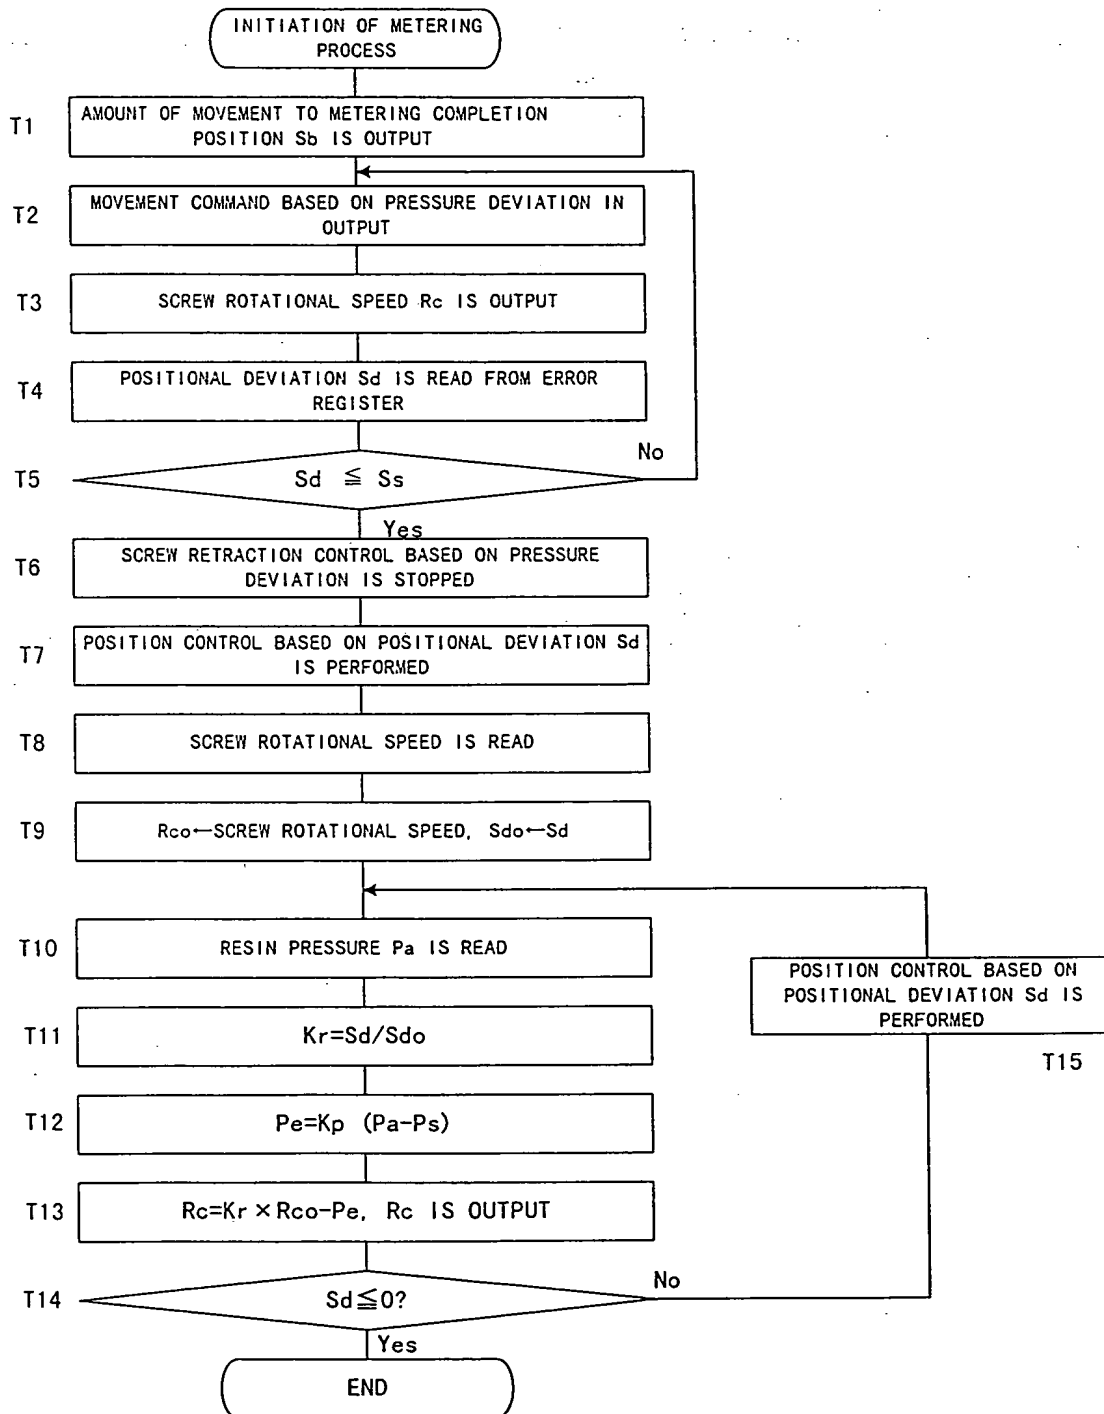 INITIATION OF METERING
PROCESS
T1
AMOUNT OF MOVEMENT TO METERING COMPLETION
POSITION Sb IS OUTPUT
T2
MOVEMENT COMMAND BASED ON PRESSURE DEVIATION IN
OUTPUT
T3
SCREW ROTATIONAL SPEED Rc IS OUTPUT
T4
POSITIONAL DEVIATION Sd IS READ FROM ERROR
REGISTER
T5
Sd ≦ Ss
No
Yes
T6
SCREW RETRACTION CONTROL BASED ON PRESSURE
DEVIATION IS STOPPED
T7
POSITION CONTROL BASED ON POSITIONAL DEVIATION Sd
IS PERFORMED
T8
SCREW ROTATIONAL SPEED IS READ
T9
Rco←SCREW ROTATIONAL SPEED, Sdo←Sd
T10
RESIN PRESSURE Pa IS READ
POSITION CONTROL BASED ON
POSITIONAL DEVIATION Sd IS
PERFORMED
T15
T11
Kr=Sd/Sdo
T12
Pe=Kp (Pa-Ps)
T13
Rc=Kr×Rco-Pe, Rc IS OUTPUT
T14
Sd≦0?
No
Yes
END